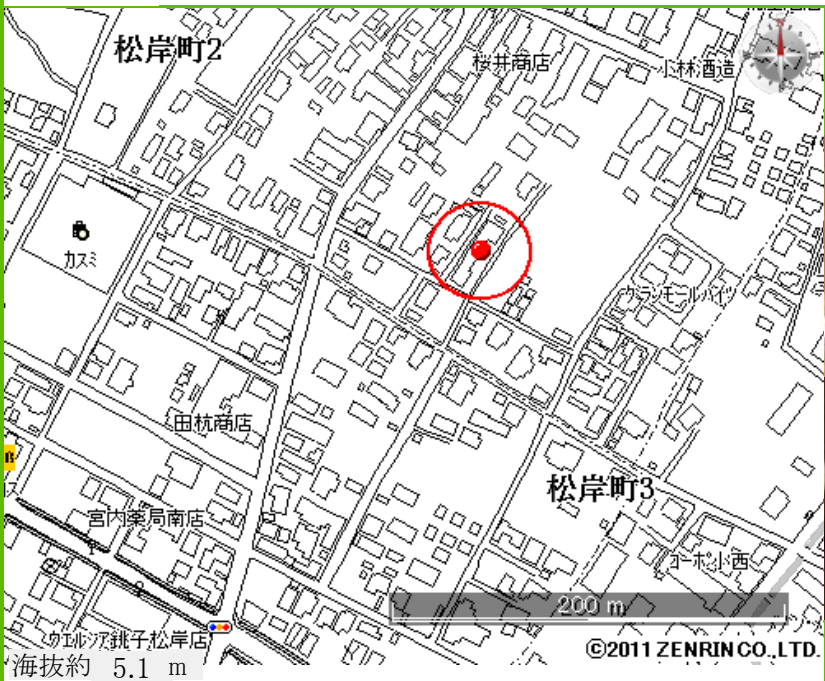 松岸町2
桜井商店
小林酒造
カスミ
グランモールハイツ
田杭商店
松岸町3
宮内薬局南店
コーポ小西
200 m
ウエルシア銚子松岸店
©2011 ZENRIN CO., LTD.
海抜約 5.1 m